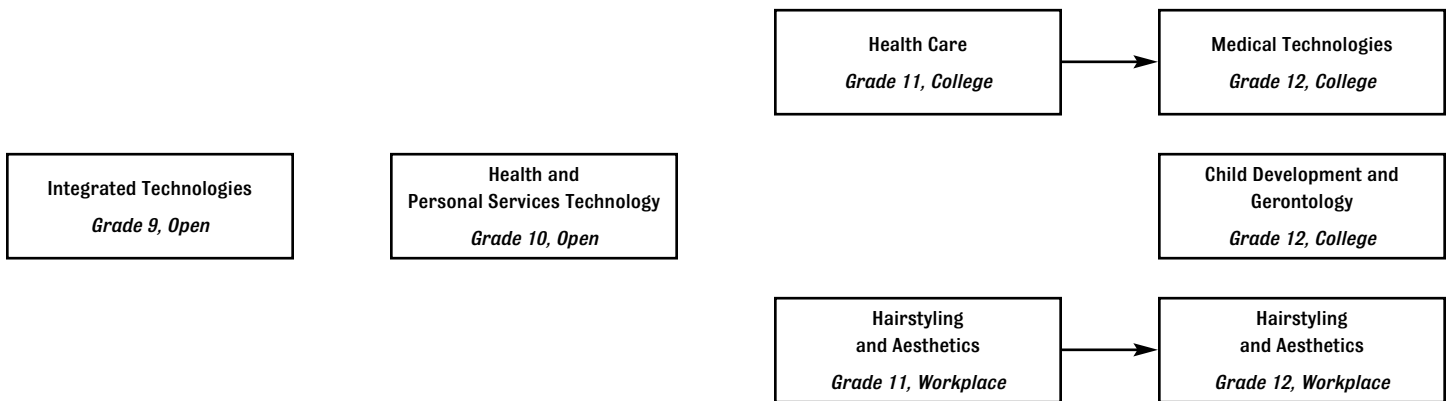 Health Care
Grade 11, College
Medical Technologies
Grade 12, College
Integrated Technologies
Grade 9, Open
Health and
Personal Services Technology
Grade 10, Open
Child Development and
Gerontology
Grade 12, College
Hairstyling
and Aesthetics
Grade 11, Workplace
Hairstyling
and Aesthetics
Grade 12, Workplace